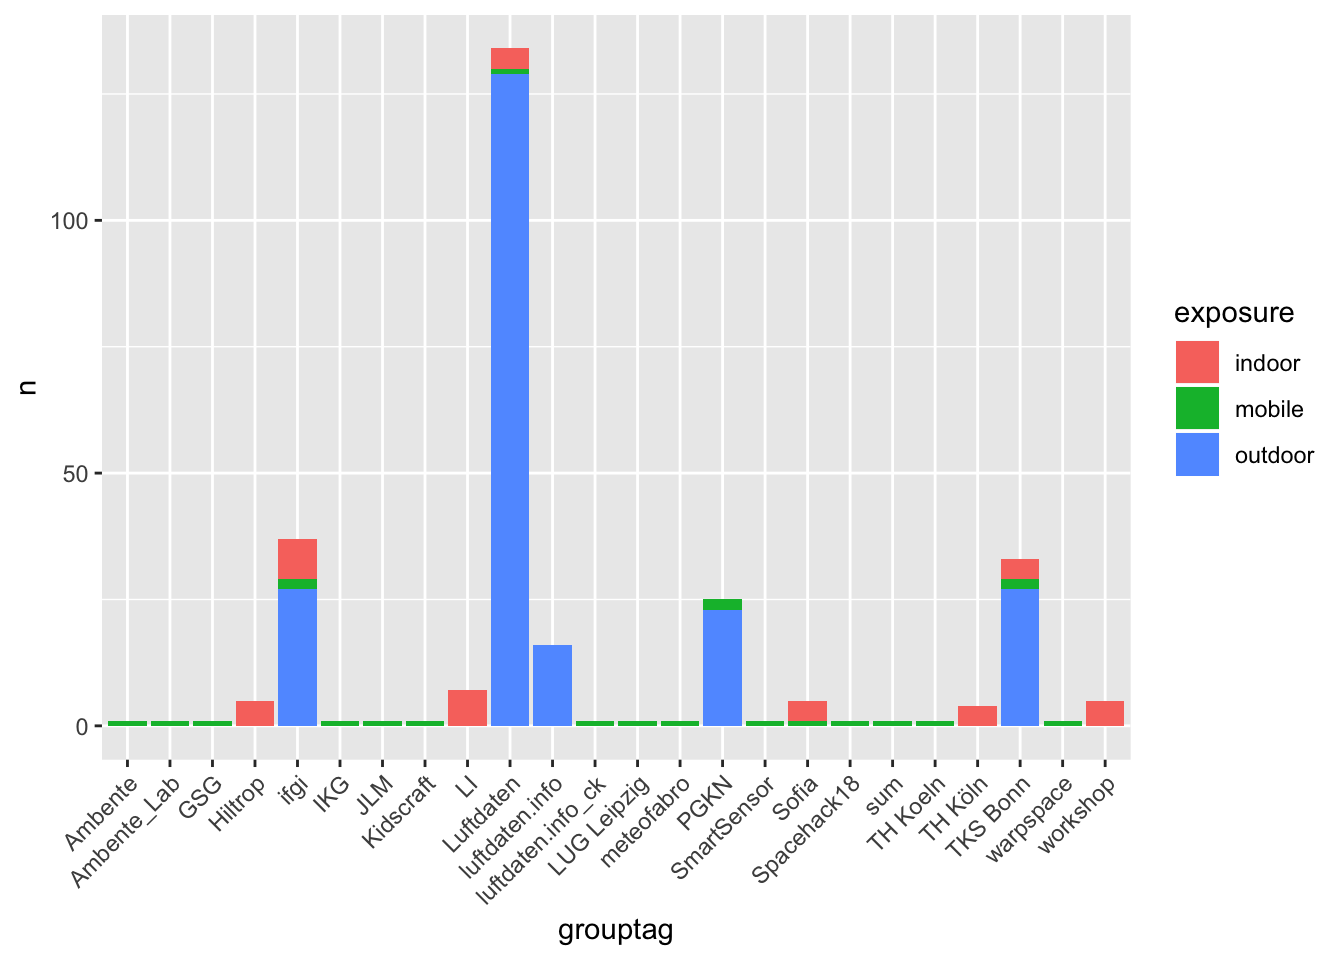 n
100
50
0
Ambente
Ambente_Lab
GSG
Hiltrop
ifgi
IKG
JLM
Kidscraft
LI
Luftdaten
luftdaten.info
luftdaten.info_ck
LUG Leipzig
meteofabro
PGKN
SmartSensor
Sofia
Spacehack18
sum
TH Koeln
TH Köln
TKS Bonn
warpspace
workshop
grouptag
exposure
indoor
mobile
outdoor